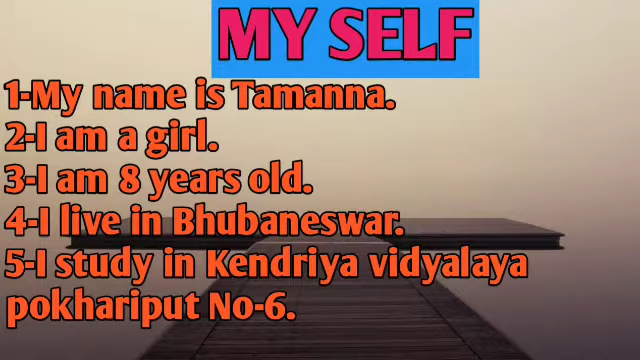 MY SELF
1-My name is Tamanna.
2-I am a girl.
3-I am 8 years old.
4-I live in Bhubaneswar.
5-I study in Kendriya vidyalaya
pokhariput No-6.